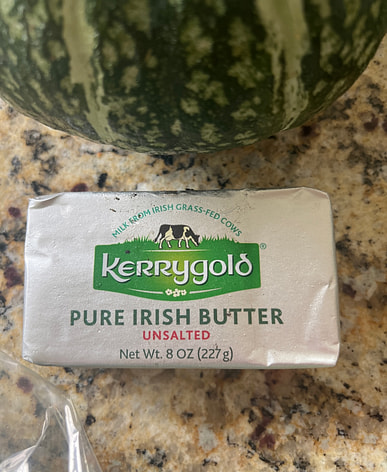 MILK FROM IRISH GRASS-FED COWS
Kerrygold®
PURE IRISH BUTTER
UNSALTED
Net Wt. 8 OZ (227g)